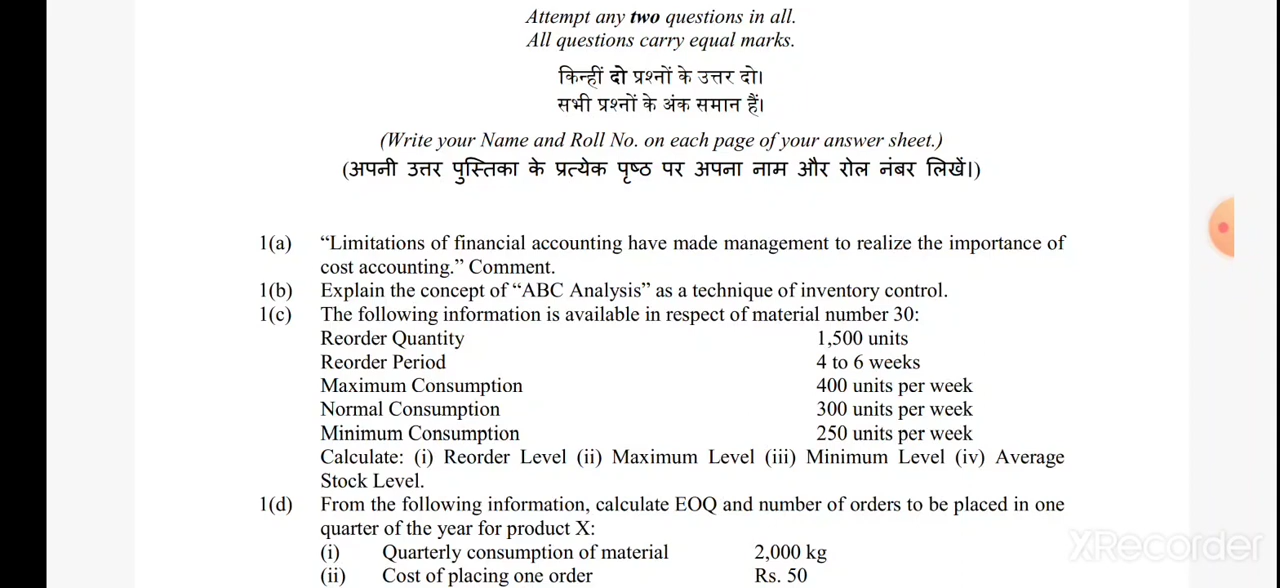 Attempt any two questions in all.
All questions carry equal marks.
किन्हीं दो प्रश्नों के उत्तर दो।
सभी प्रश्नों के अंक समान हैं।
(Write your Name and Roll No. on each page of your answer sheet.)
(अपनी उत्तर पुस्तिका के प्रत्येक पृष्ठ पर अपना नाम और रोल नंबर लिखें।)
1(a) “Limitations of financial accounting have made management to realize the importance of
cost accounting.” Comment.
1(b) Explain the concept of “ABC Analysis” as a technique of inventory control.
1(c) The following information is available in respect of material number 30:
Reorder Quantity 1,500 units
Reorder Period 4 to 6 weeks
Maximum Consumption 400 units per week
Normal Consumption 300 units per week
Minimum Consumption 250 units per week
Calculate: (i) Reorder Level (ii) Maximum Level (iii) Minimum Level (iv) Average
Stock Level.
1(d) From the following information, calculate EOQ and number of orders to be placed in one
quarter of the year for product X:
(i) Quarterly consumption of material 2,000 kg
(ii) Cost of placing one order Rs. 50
XRecorder